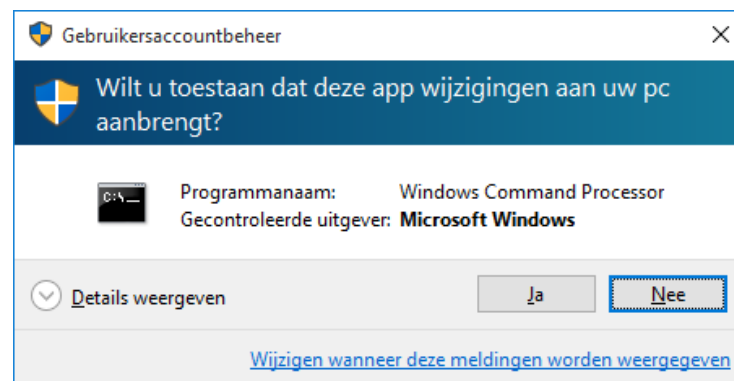 Gebruikersaccountbeheer
Wilt u toestaan dat deze app wijzigingen aan uw pc
aanbrengt?
C:\
Programmanaam: Windows Command Processor
Gecontroleerde uitgever: Microsoft Windows
Details weergeven Ja Nee
Wijzigen wanneer deze meldingen worden weergegeven